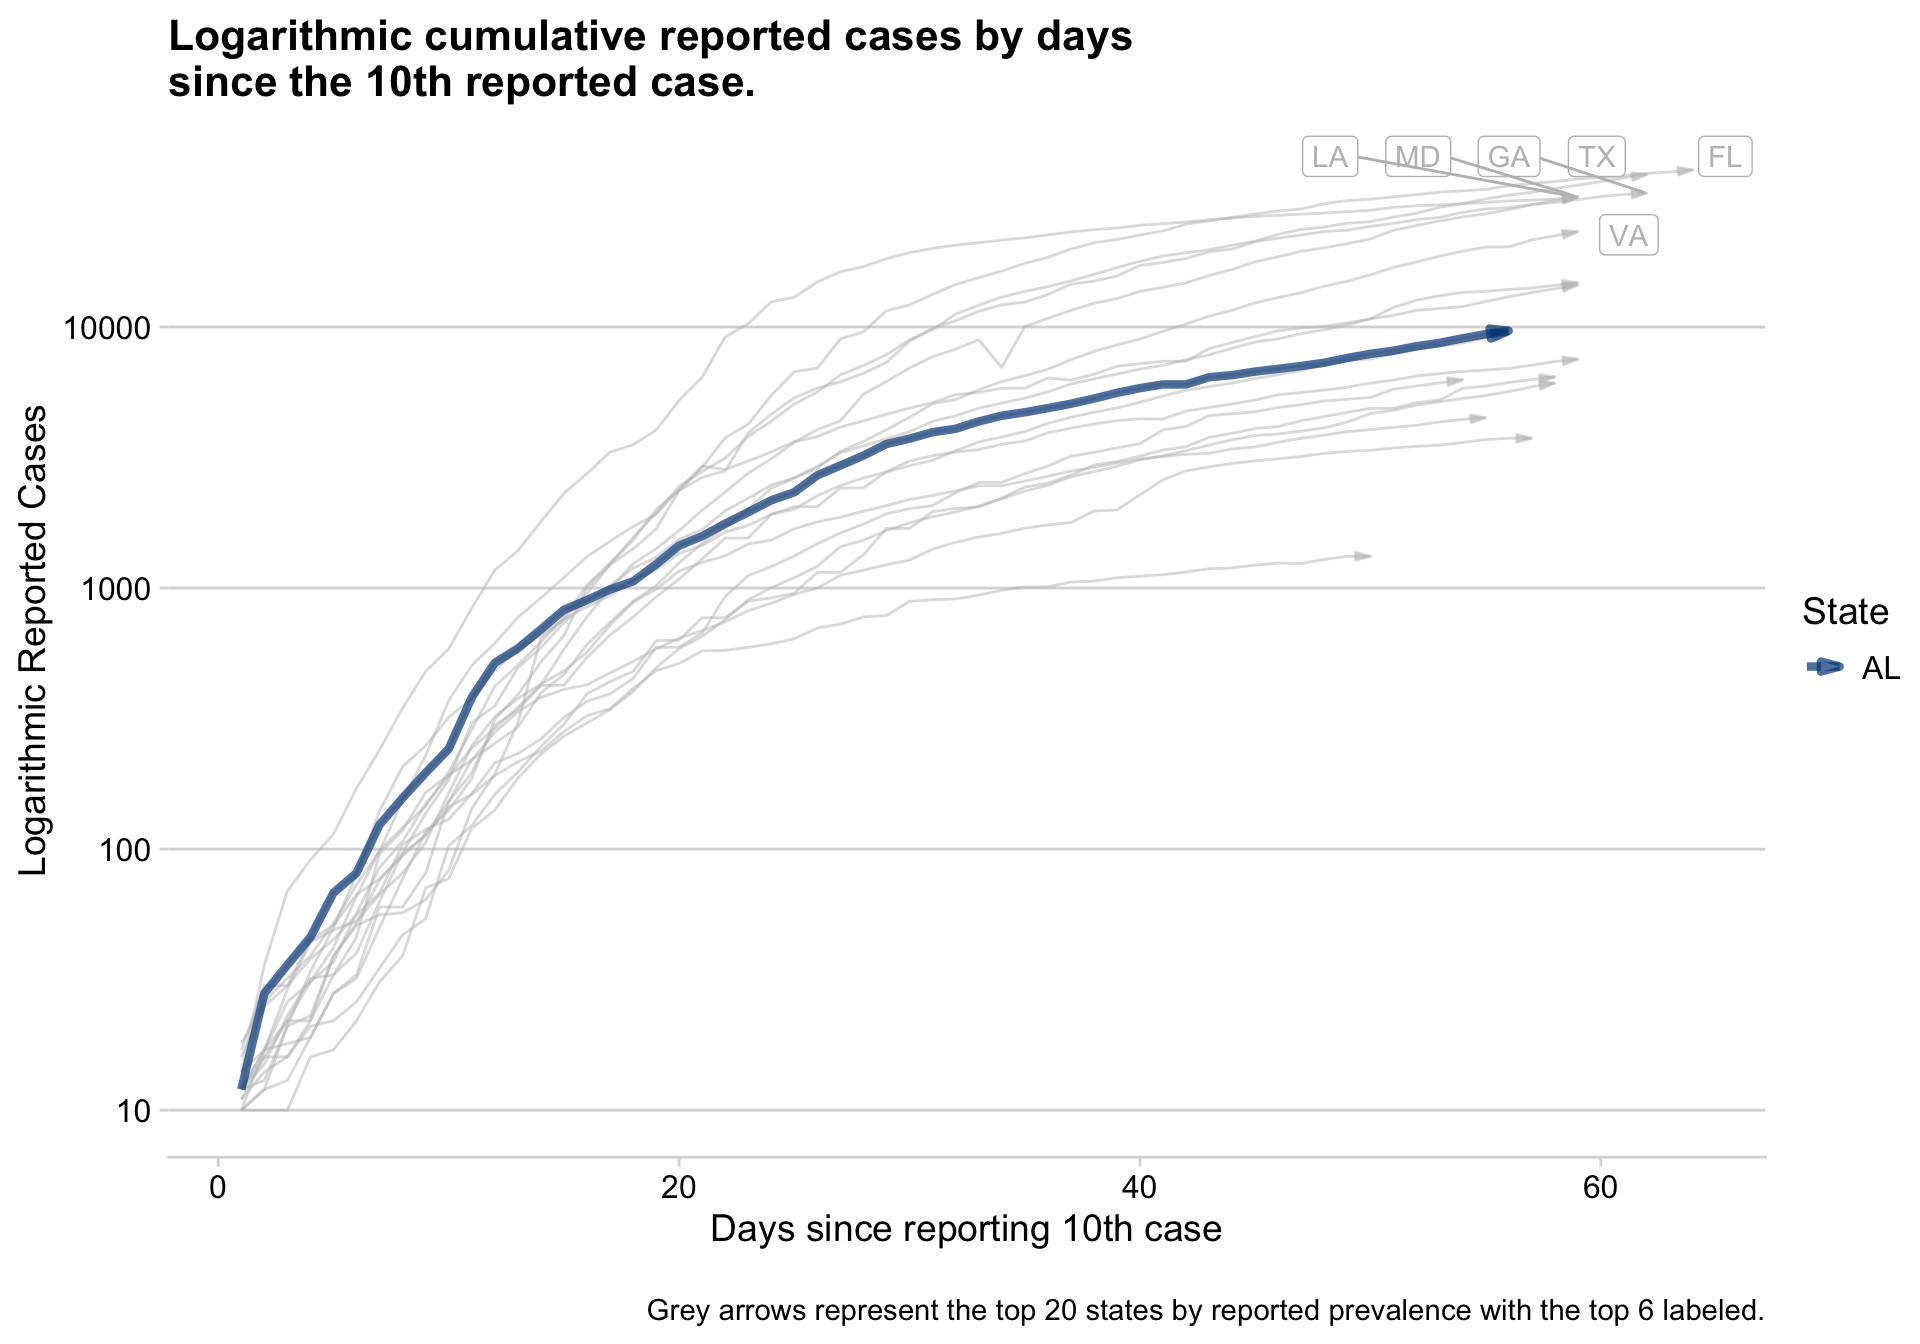 Logarithmic cumulative reported cases by days
since the 10th reported case.
LA MD GA TX FL
VA
10000
1000
100
10
Logarithmic Reported Cases
0 20 40 60
Days since reporting 10th case
State
AL
Grey arrows represent the top 20 states by reported prevalence with the top 6 labeled.